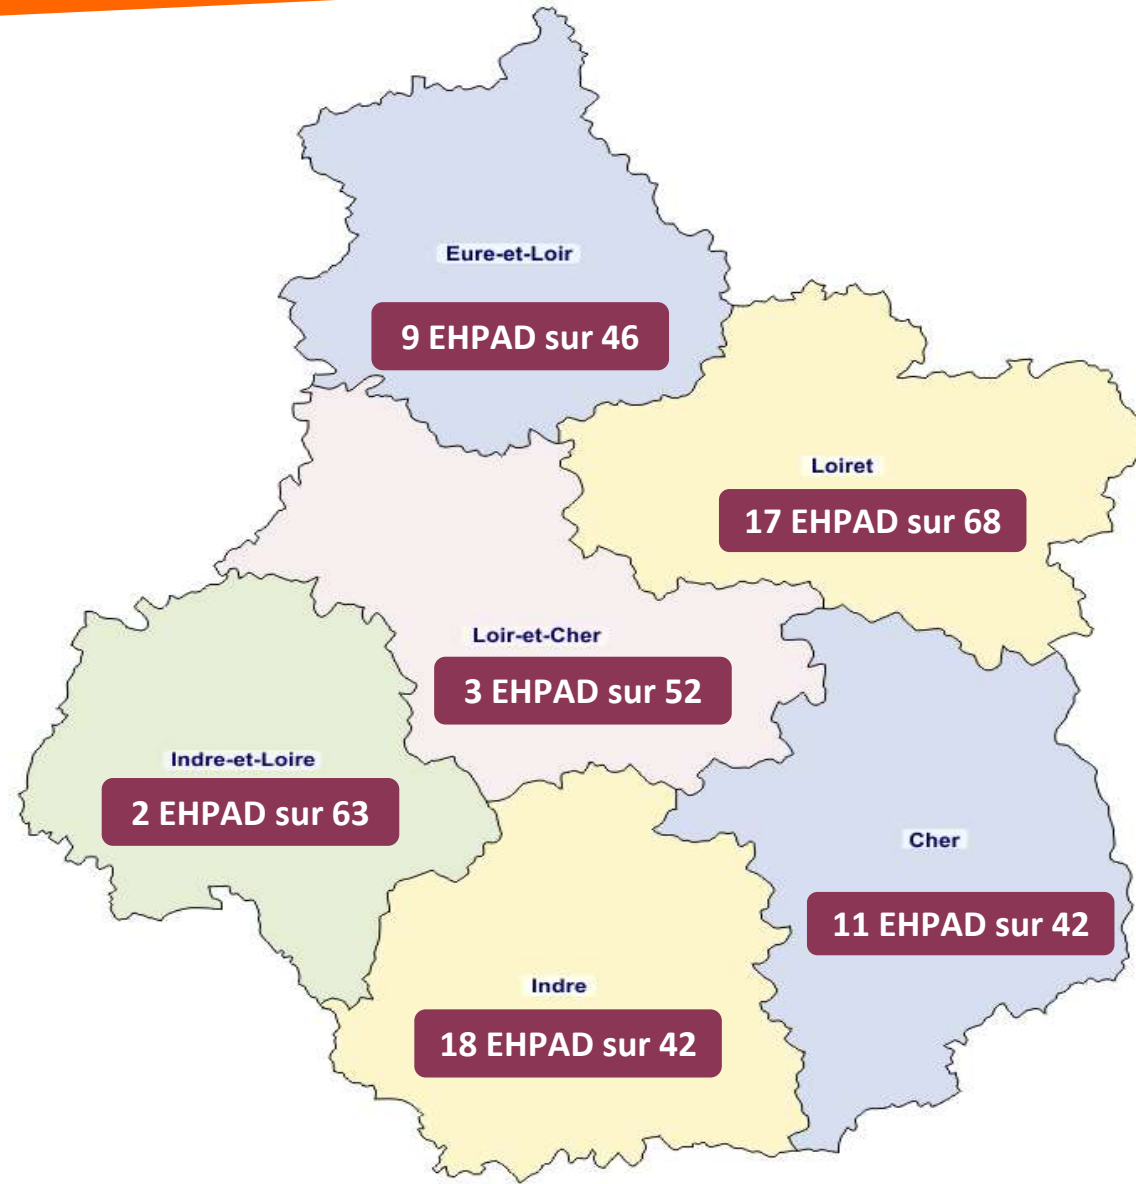 Eure-et-Loir
9 EHPAD sur 46
Loiret
17 EHPAD sur 68
Loir-et-Cher
3 EHPAD sur 52
Indre-et-Loire
2 EHPAD sur 63
Cher
11 EHPAD sur 42
Indre
18 EHPAD sur 42